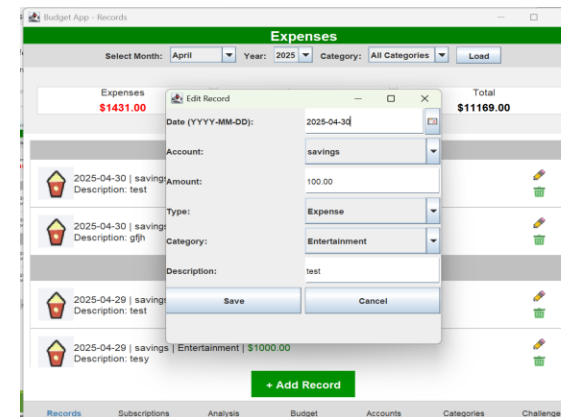 Budget App - Records
Expenses
Select Month: April Year: 2025 Category: All Categories Load
Expenses Total
$1431.00 $11169.00
Edit Record
Date (YYYY-MM-DD): 2025-04-30
Account: savings
Amount: 100.00
Type: Expense
Category: Entertainment
Description: test
Save Cancel
2025-04-30 | savings
Description: test
2025-04-30 | savings
Description: gfjh
2025-04-29 | savings
Description: test
2025-04-29 | savings | Entertainment | $1000.00
Description: tesy
+ Add Record
Records Subscriptions Analysis Budget Accounts Categories Challenge